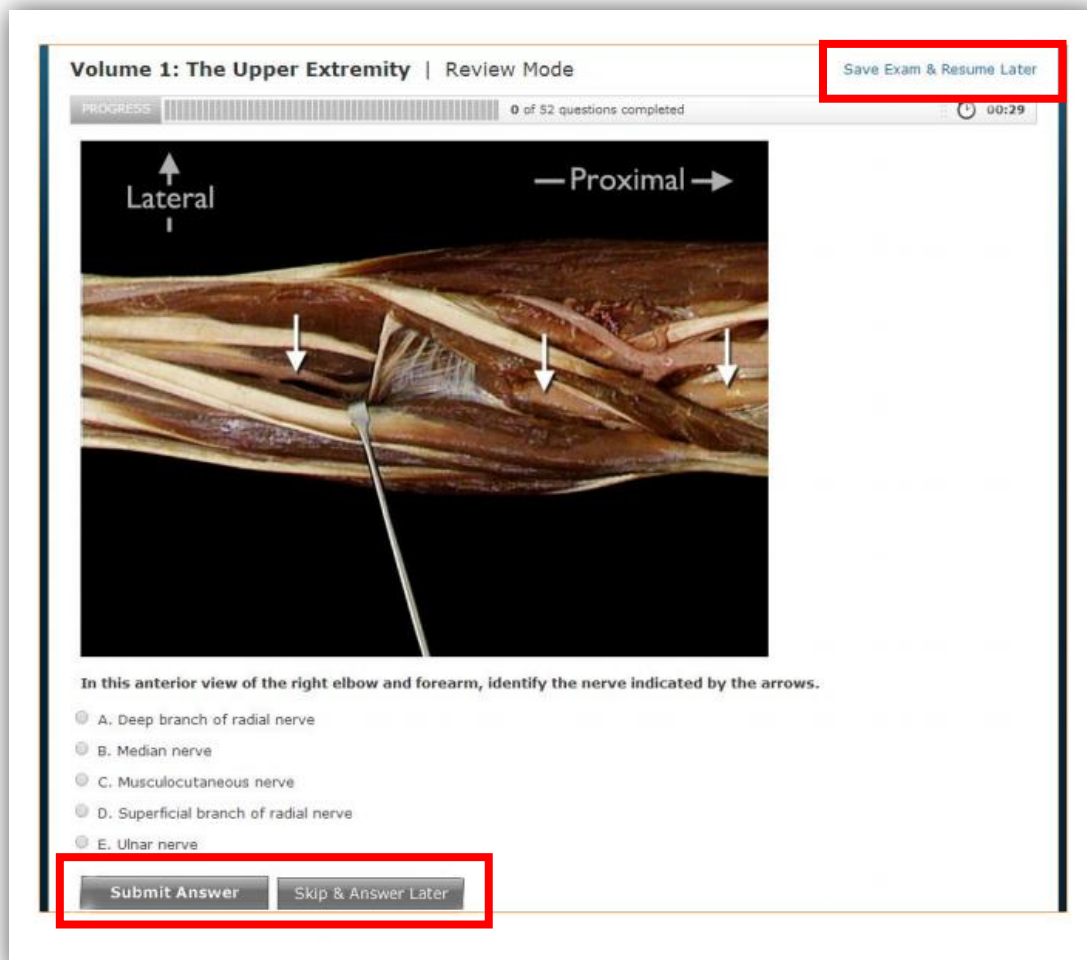 Volume 1: The Upper Extremity | Review Mode
Save Exam & Resume Later
PROGRESS
0 of 52 questions completed
00:29
Lateral
Proximal
In this anterior view of the right elbow and forearm, identify the nerve indicated by the arrows.
A. Deep branch of radial nerve
B. Median nerve
C. Musculocutaneous nerve
D. Superficial branch of radial nerve
E. Ulnar nerve
Submit Answer
Skip & Answer Later